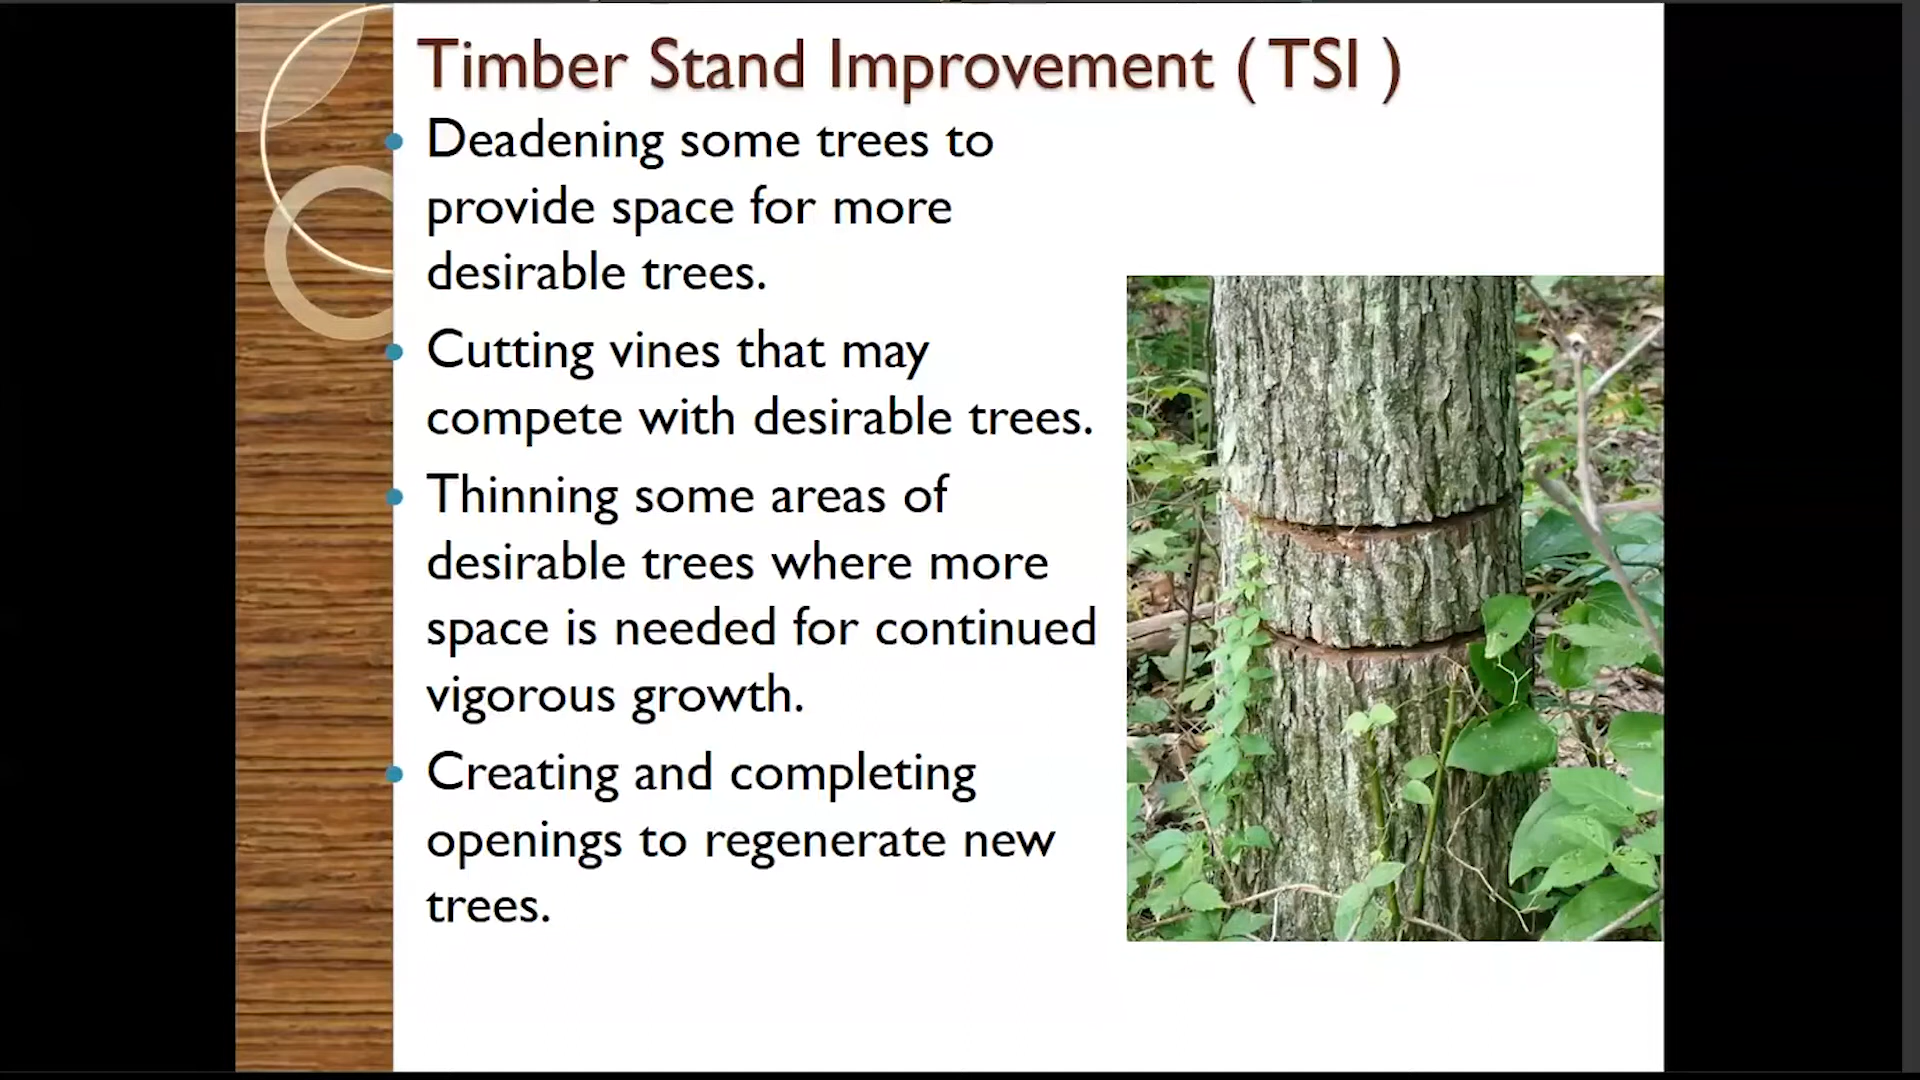 Timber Stand Improvement ( TSI )
Deadening some trees to
provide space for more
desirable trees.
Cutting vines that may
compete with desirable trees.
Thinning some areas of
desirable trees where more
space is needed for continued
vigorous growth.
Creating and completing
openings to regenerate new
trees.